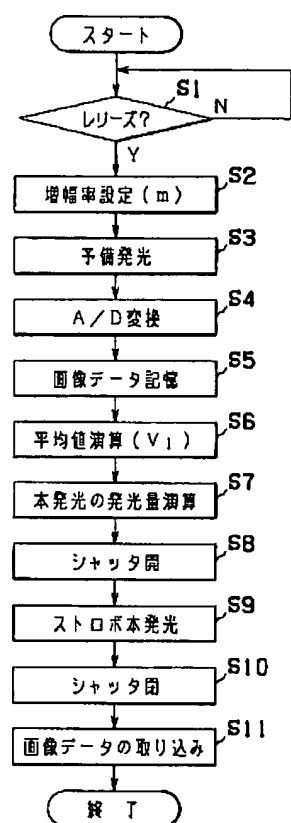 スタート
S1
レリーズ?
N
Y
S2
増幅率設定(m)
S3
予備発光
S4
A/D変換
S5
画像データ記憶
S6
平均値演算(V1)
S7
本発光の発光量演算
S8
シャッタ開
S9
ストロボ本発光
S10
シャッタ閉
S11
画像データの取り込み
終了